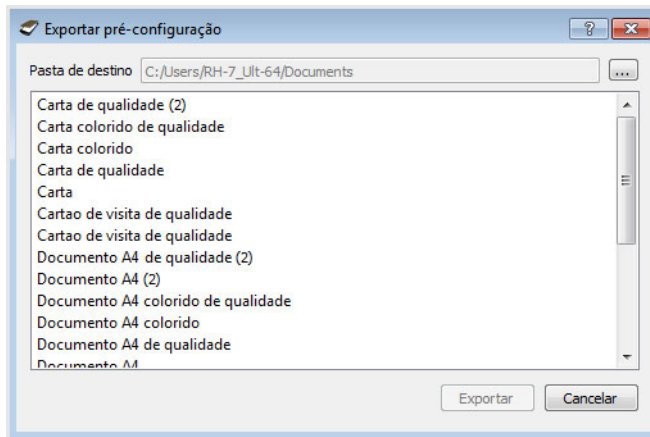 Exportar pré-configuração
Pasta de destino C:/Users/RH-7_Ult-64/Documents ...
Carta de qualidade (2)
Carta colorido de qualidade
Carta colorido
Carta de qualidade
Carta
Cartao de visita de qualidade
Cartao de visita de qualidade
Documento A4 de qualidade (2)
Documento A4 (2)
Documento A4 colorido de qualidade
Documento A4 colorido
Documento A4 de qualidade
Documento A4
Exportar Cancelar